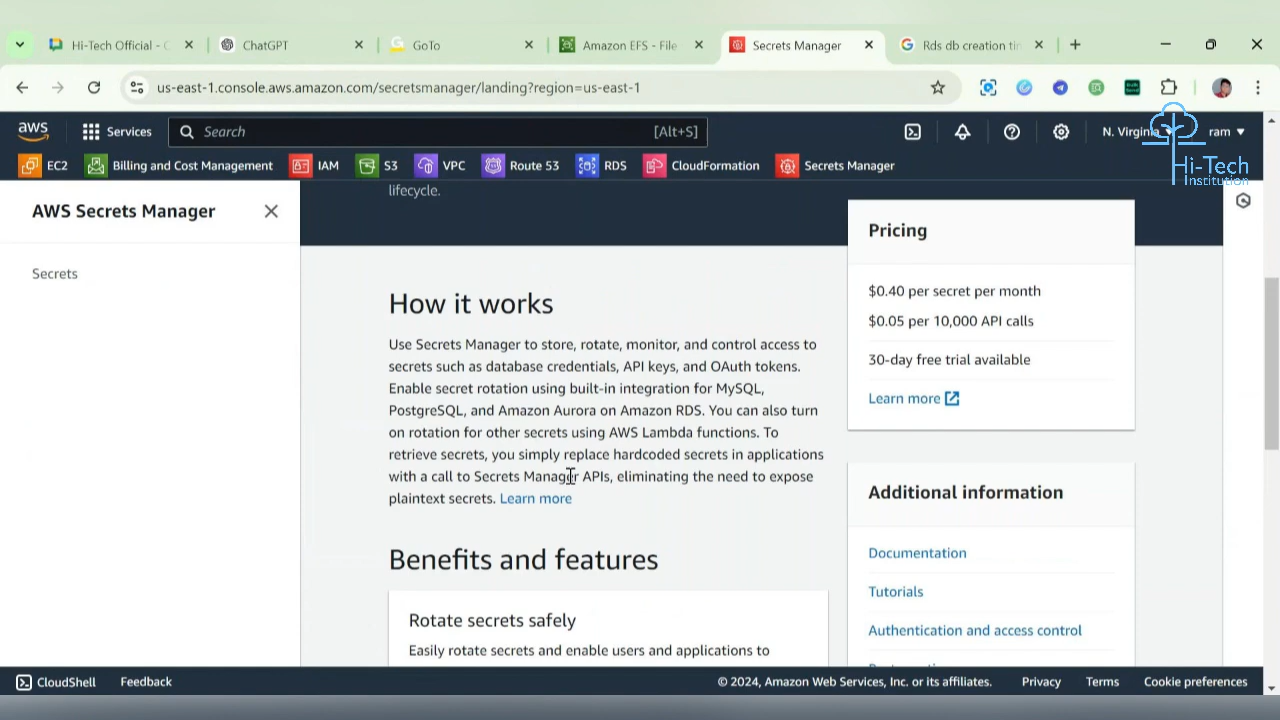 Hi-Tech Official - C
ChatGPT
GoTo
Amazon EFS - File
Secrets Manager
Rds db creation tin
us-east-1.console.aws.amazon.com/secretsmanager/landing?region=us-east-1
aws
Services
Search
[Alt+S]
N. Virginia
ram
EC2
Billing and Cost Management
IAM
S3
VPC
Route 53
RDS
CloudFormation
Secrets Manager
Hi-Tech
Institution
AWS Secrets Manager
Secrets
lifecycle.
How it works
Use Secrets Manager to store, rotate, monitor, and control access to
secrets such as database credentials, API keys, and OAuth tokens.
Enable secret rotation using built-in integration for MySQL,
PostgreSQL, and Amazon Aurora on Amazon RDS. You can also turn
on rotation for other secrets using AWS Lambda functions. To
retrieve secrets, you simply replace hardcoded secrets in applications
with a call to Secrets Manager APIs, eliminating the need to expose
plaintext secrets. Learn more
Benefits and features
Rotate secrets safely
Easily rotate secrets and enable users and applications to
Pricing
$0.40 per secret per month
$0.05 per 10,000 API calls
30-day free trial available
Learn more
Additional information
Documentation
Tutorials
Authentication and access control
CloudShell
Feedback
© 2024, Amazon Web Services, Inc. or its affiliates.
Privacy
Terms
Cookie preferences